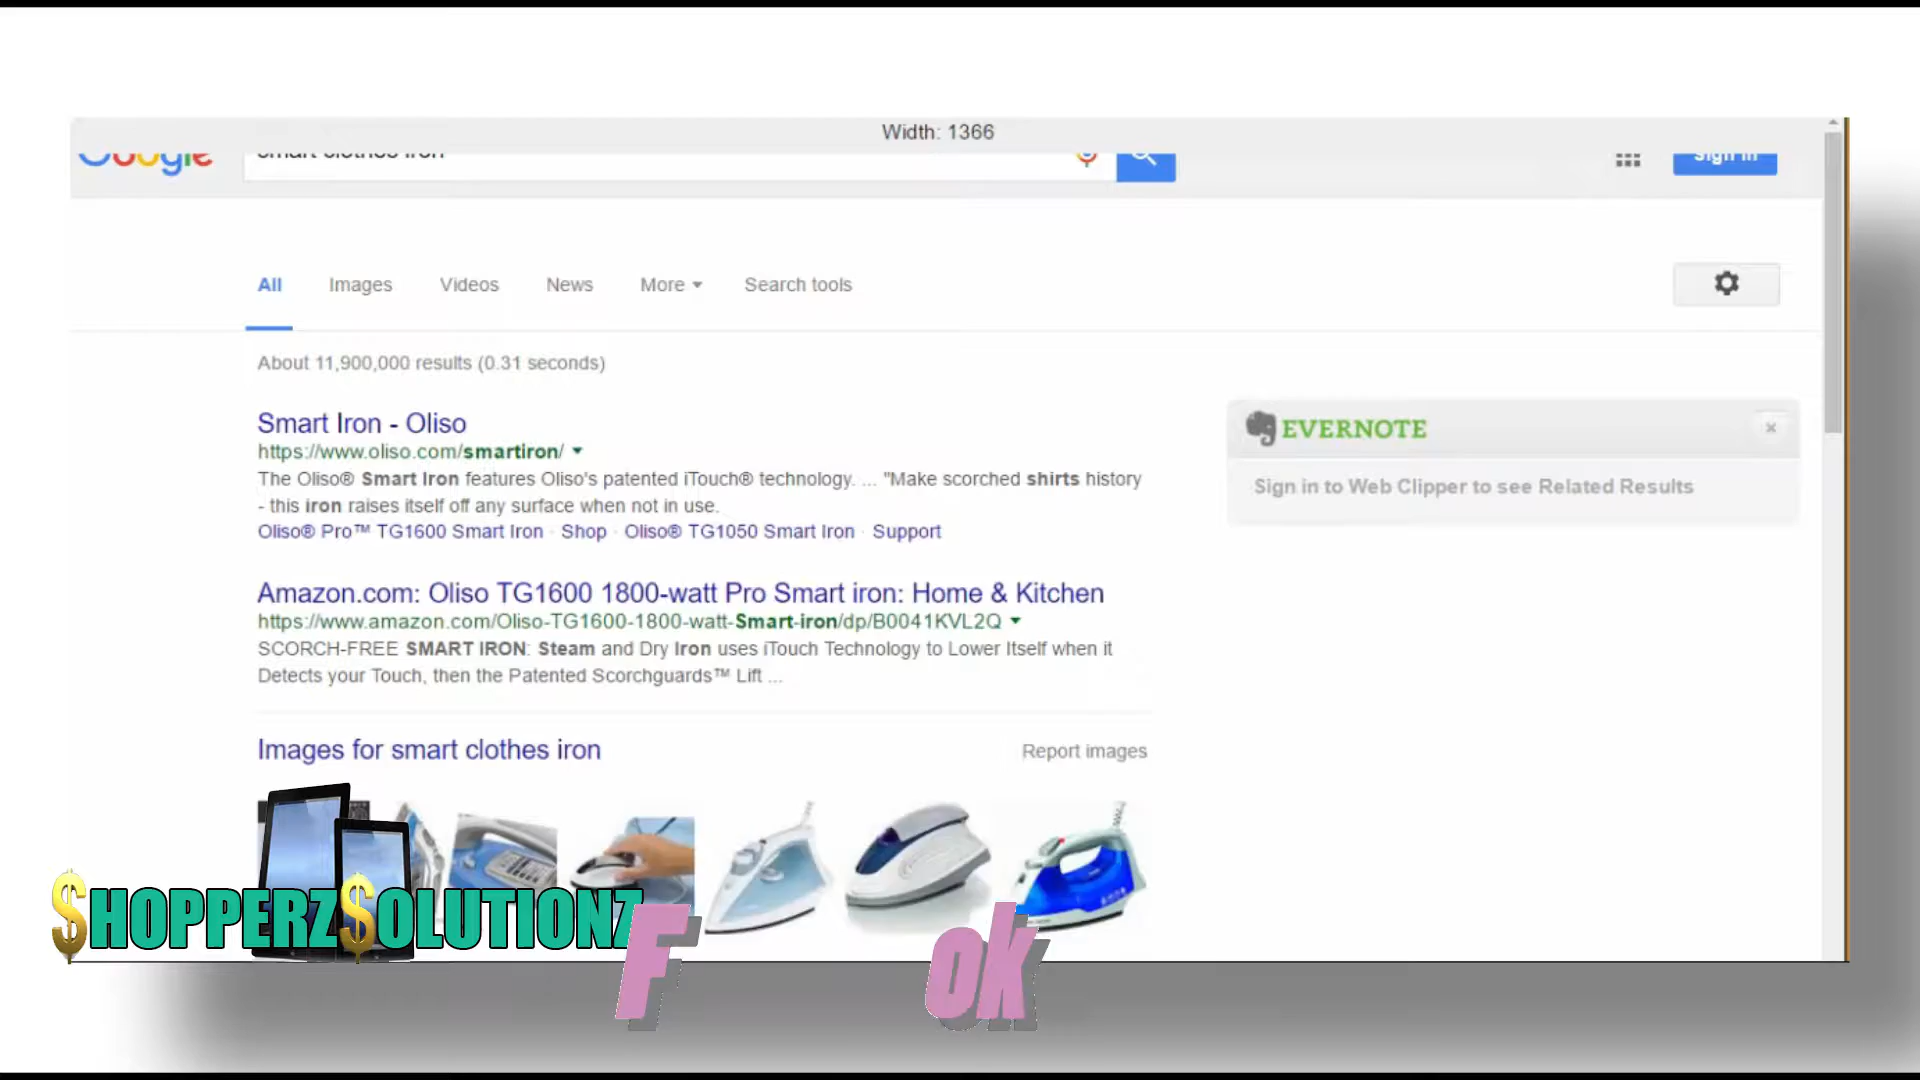 Width: 1366
Google
smart clothes iron
Sign in
All Images Videos News More Search tools
About 11,900,000 results (0.31 seconds)
Smart Iron - Oliso
https://www.oliso.com/smartiron/
The Oliso® Smart Iron features Oliso's patented iTouch® technology. ... "Make scorched shirts history
- this iron raises itself off any surface when not in use.
Oliso® Pro™ TG1600 Smart Iron · Shop · Oliso® TG1050 Smart Iron · Support
EVERNOTE
Sign in to Web Clipper to see Related Results
Amazon.com: Oliso TG1600 1800-watt Pro Smart iron: Home & Kitchen
https://www.amazon.com/Oliso-TG1600-1800-watt-Smart-iron/dp/B0041KVL2Q
SCORCH-FREE SMART IRON: Steam and Dry Iron uses iTouch Technology to Lower Itself when it
Detects your Touch, then the Patented Scorchguards™ Lift ...
Images for smart clothes iron
Report images
$HOPPERZ$OLUTIONZ
F ok